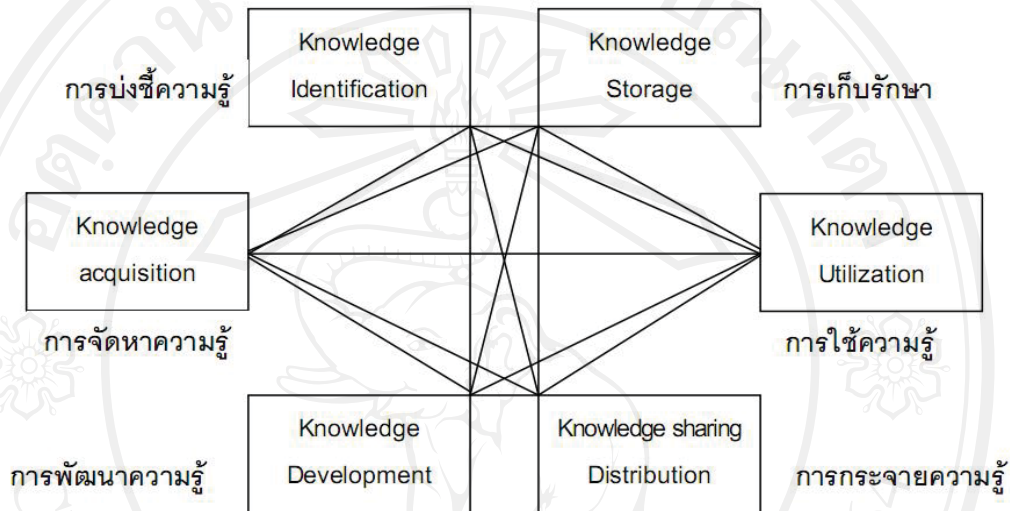 Knowledge
Identification
การบ่งชี้ความรู้
Knowledge
Storage
การเก็บรักษา
Knowledge
acquisition
การจัดหาความรู้
Knowledge
Utilization
การใช้ความรู้
Knowledge
Development
การพัฒนาความรู้
Knowledge sharing
Distribution
การกระจายความรู้